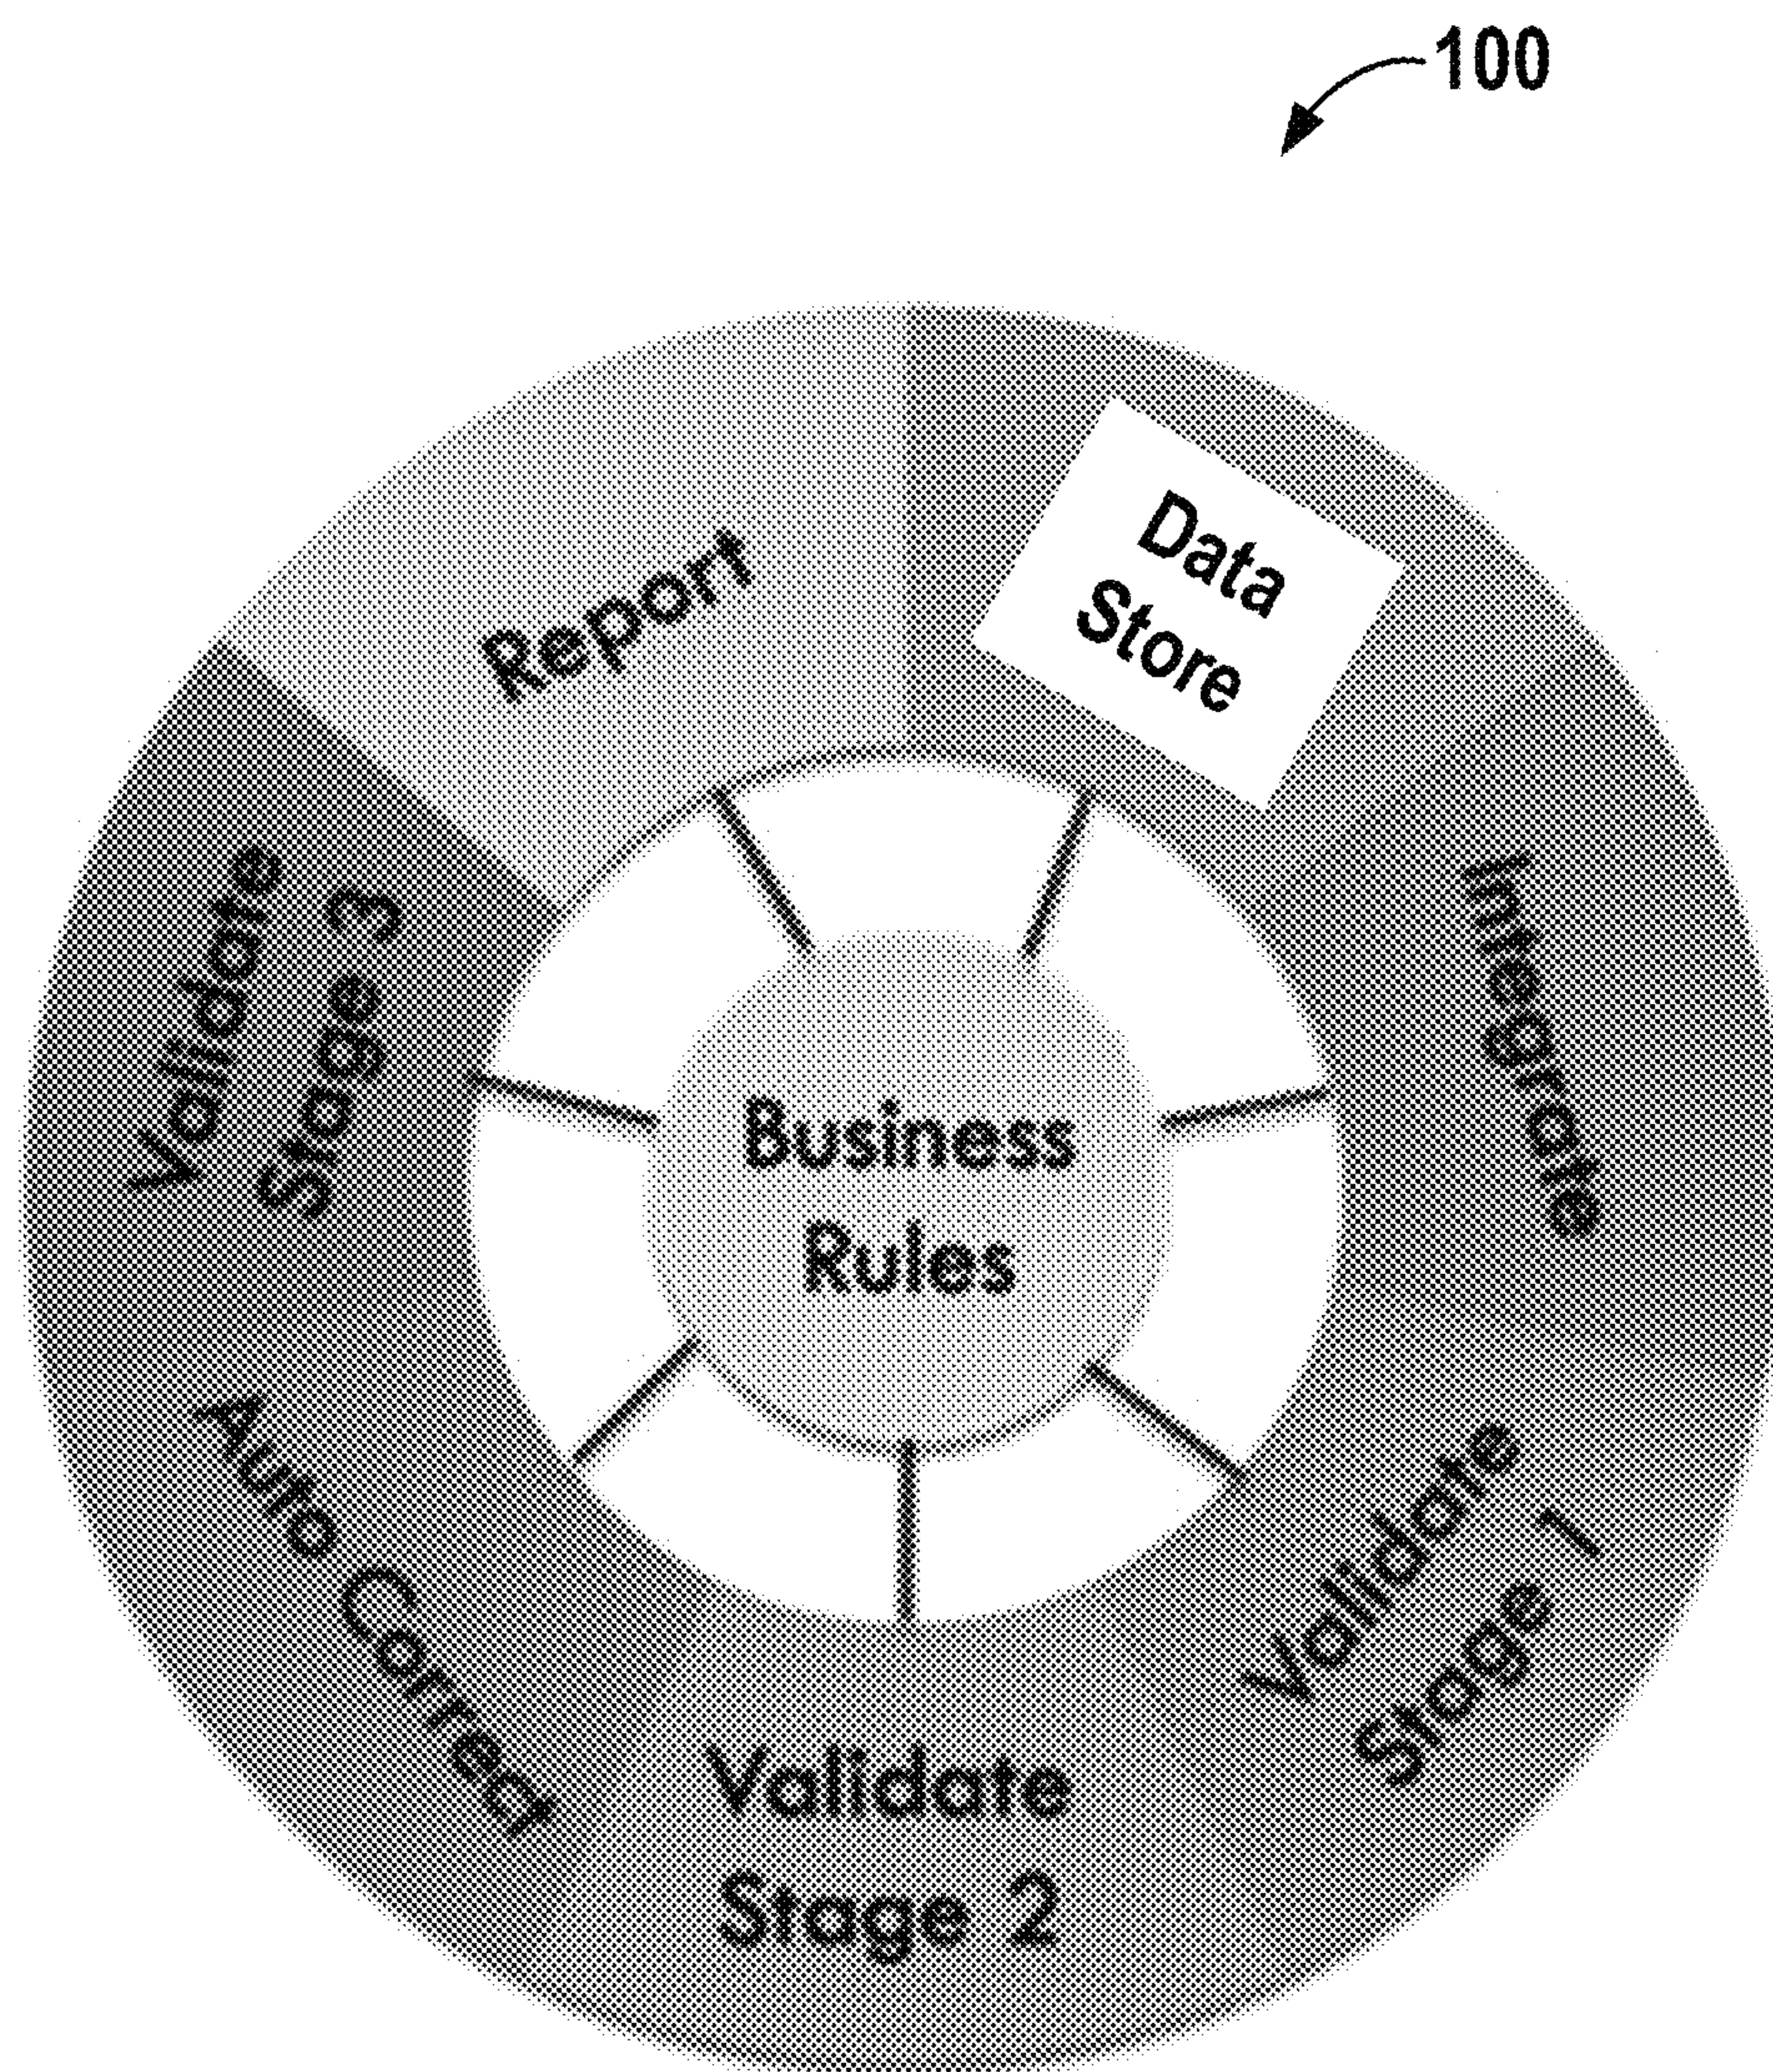 100
Data
Store
Integrate
Validate
Stage 1
Validate
Stage 2
Auto Correct
Validate
Stage 3
Report
Business
Rules